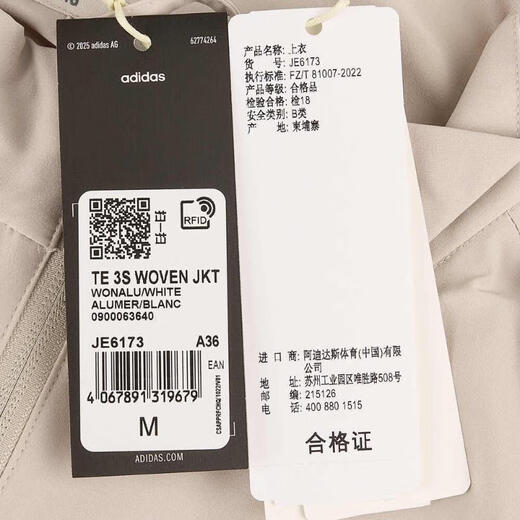 © 2025 adidas AG
62774264
adidas
RFID
TE 3S WOVEN JKT
WONALU/WHITE
ALUMER/BLANC
0900063640
JE6173 A36
EAN
4 067891 319679
M
ADIDAS.COM
产品名称: 上衣
货 号: JE6173
执行标准: FZ/T 81007-2022
产品等级: 合格品
检验合格: 检18
安全类别: B类
产 地: 柬埔寨
进 口 商: 阿迪达斯体育(中国)有限
公司
地 址: 苏州工业园区唯胜路508号
邮 编: 215126
电 话: 400 880 1515
合格证